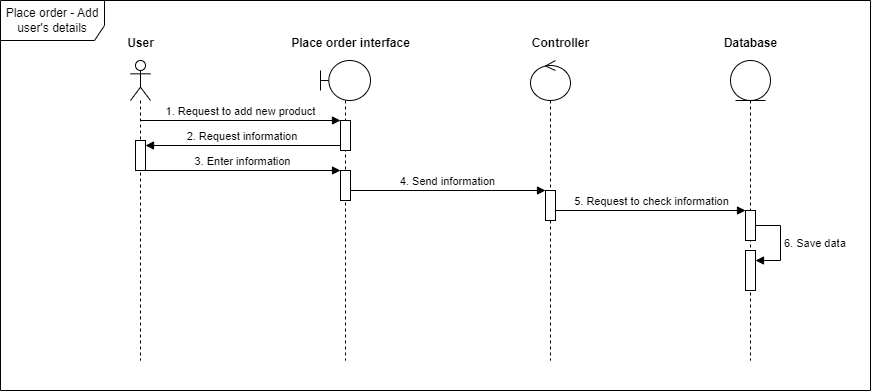 Place order - Add
user's details
User
Place order interface
Controller
Database
1. Request to add new product
2. Request information
3. Enter information
4. Send information
5. Request to check information
6. Save data